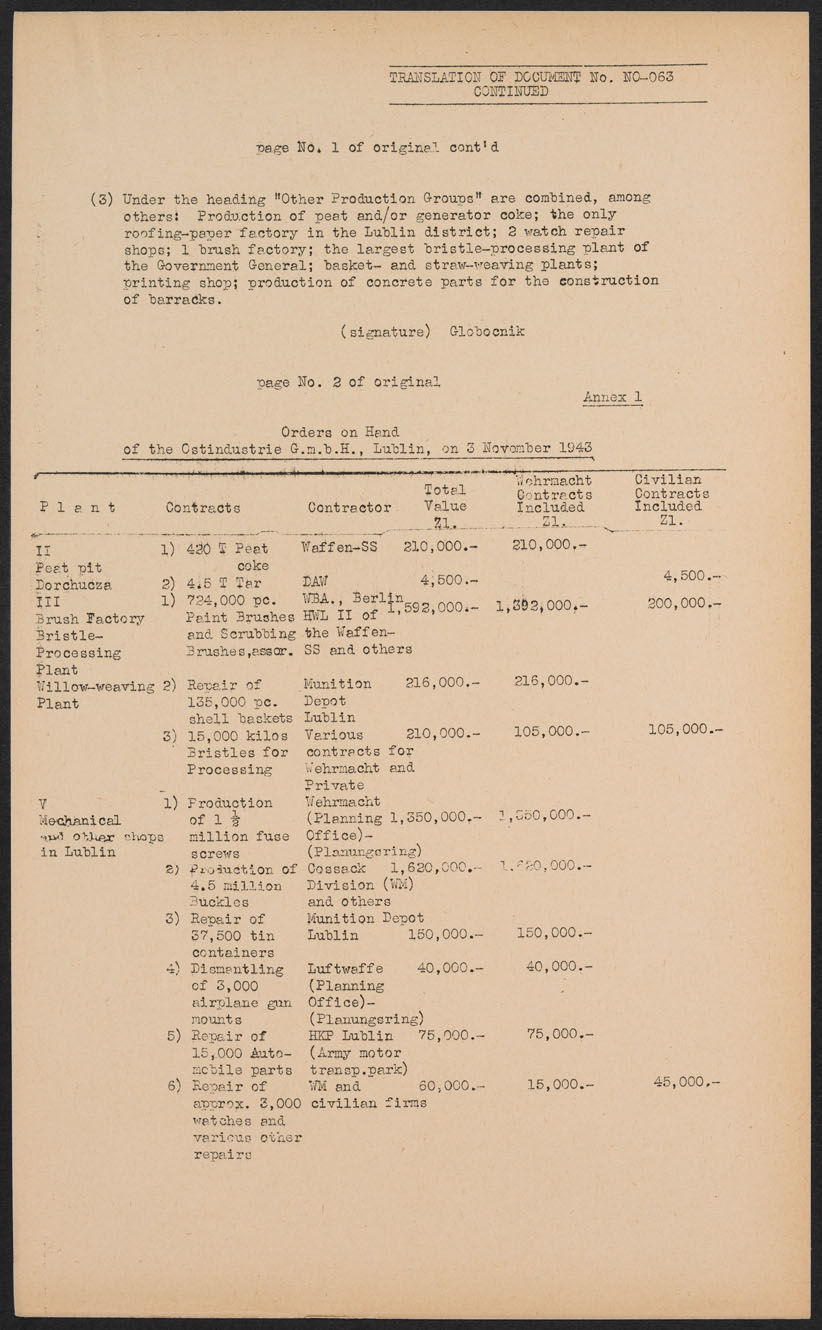 TRANSLATION OF DOCUMENT No. NO-063
CONTINUED
page No. 1 of original cont'd
(3) Under the heading "Other Production Groups" are combined, among
others: Production of peat and/or generator coke; the only
roofing-paper factory in the Lublin district; 2 watch repair
shops; 1 brush factory; the largest bristle-processing plant of
the Government General; basket- and straw-weaving plants;
printing shop; production of concrete parts for the construction
of barracks.
(signature) Globocnik
page No. 2 of original
Annex 1
Orders on Hand
of the Ostindustrie G.m.b.H., Lublin, on 3 November 1943
Wehrmacht Civilian
Total Contracts Contracts
P l a n t Contracts Contractor Value Included Included
Zl. Zl. Zl.
II 1) 420 T Peat Waffen-SS 210,000.- 210,000.-
Peat pit coke
Dorchucza 2) 4.5 T Tar DAW 4,500.- 4,500.-
III 1) 724,000 pc. WBA., Berlin 1,592,000.- 1,392,000.- 200,000.-
Brush Factory Paint Brushes HWL II of
Bristle- and Scrubbing the Waffen-
Processing Brushes,assor. SS and others
Plant
Willow-weaving 2) Repair of Munition 216,000.- 216,000.-
Plant 135,000 pc. Depot
shell baskets Lublin
3) 15,000 kilos Various 210,000.- 105,000.- 105,000.-
Bristles for contracts for
Processing Wehrmacht and
Private
V 1) Production Wehrmacht
Mechanical of 1 ½ (Planning 1,350,000.- 1,350,000.-
and other shops million fuse Office)-
in Lublin screws (Planungsring)
2) Production of Cossack 1,620,000.- 1,620,000.-
4.5 million Division (WM)
Buckles and others
3) Repair of Munition Depot
37,500 tin Lublin 150,000.- 150,000.-
containers
4) Dismantling Luftwaffe 40,000.- 40,000.-
of 3,000 (Planning
airplane gun Office)-
mounts (Planungsring)
5) Repair of HKP Lublin 75,000.- 75,000.-
15,000 Auto- (Army motor
mobile parts transp.park)
6) Repair of WM and 60,000.- 15,000.- 45,000.-
approx. 3,000 civilian firms
watches and
various other
repairs